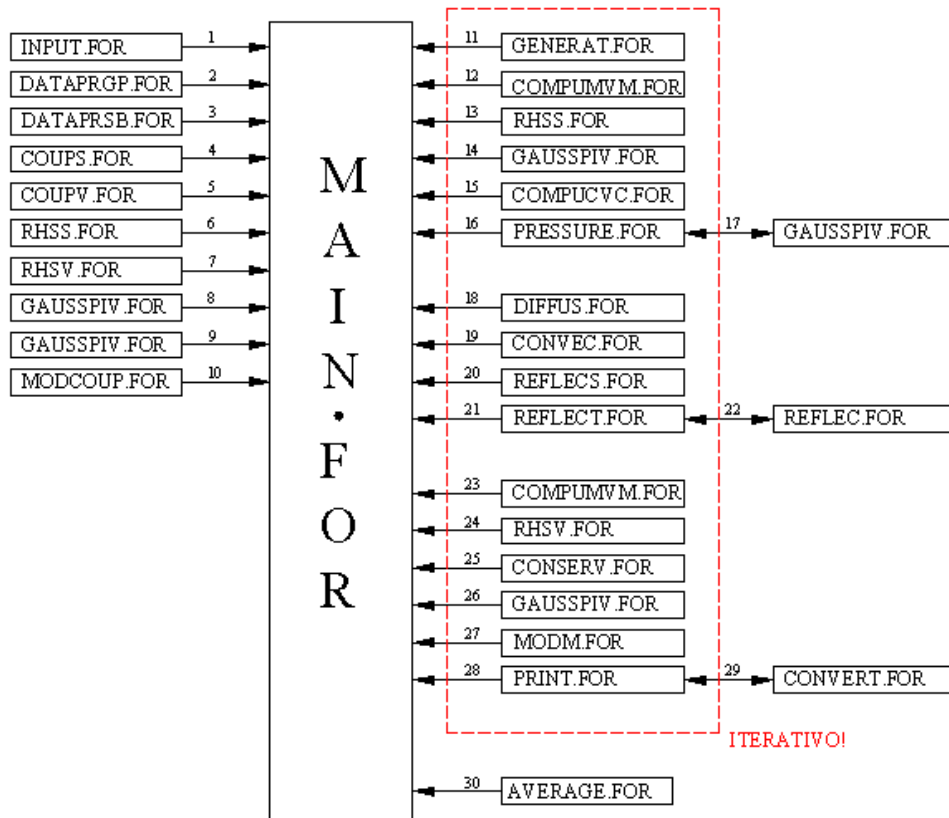 1
INPUT.FOR
2
DATAPRGP.FOR
3
DATAPRSB.FOR
4
COUPS.FOR
5
COUPV.FOR
6
RHSS.FOR
7
RHSV.FOR
8
GAUSSPIV.FOR
9
GAUSSPIV.FOR
10
MODCOUP.FOR
MAIN.FOR
11
GENERAT.FOR
12
COMPUMVM.FOR
13
RHSS.FOR
14
GAUSSPIV.FOR
15
COMPUCVC.FOR
16
PRESSURE.FOR
17
GAUSSPIV.FOR
18
DIFFUS.FOR
19
CONVEC.FOR
20
REFLECS.FOR
21
REFLECT.FOR
22
REFLEC.FOR
23
COMPUMVM.FOR
24
RHSV.FOR
25
CONSERV.FOR
26
GAUSSPIV.FOR
27
MODM.FOR
28
PRINT.FOR
29
CONVERT.FOR
ITERATIVO!
30
AVERAGE.FOR